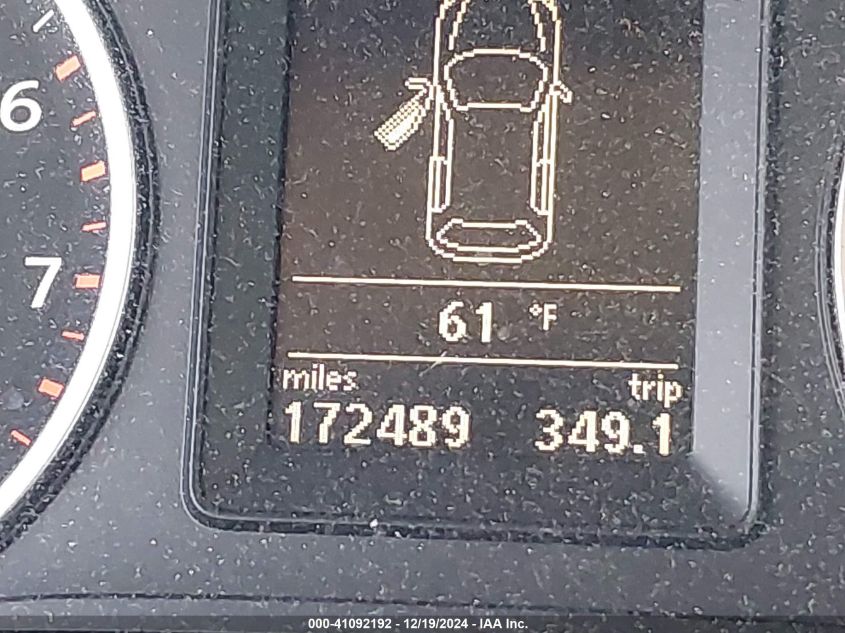 6
7
61 °F
miles trip
172489 349.1
000-41092192 - 12/19/2024 - IAA Inc.